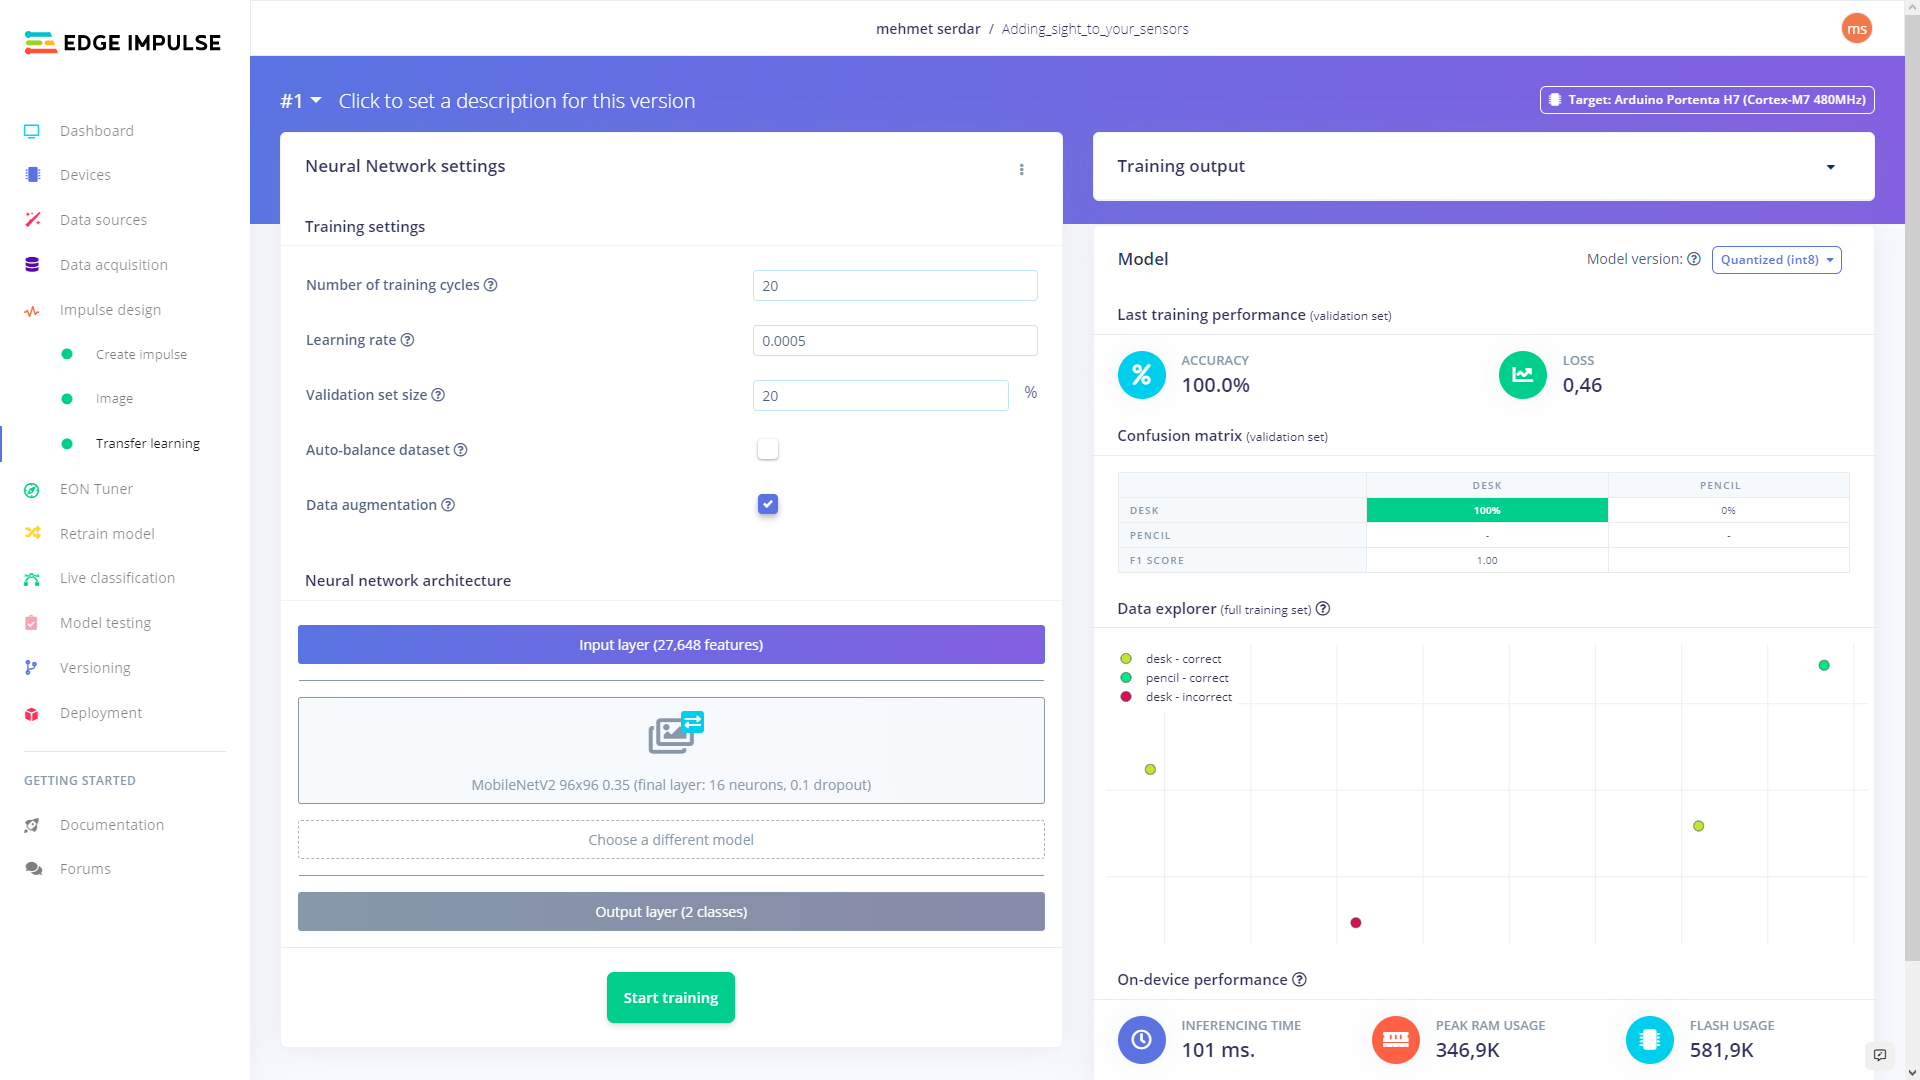 EDGE IMPULSE
mehmet serdar / Adding_sight_to_your_sensors
ms
#1 Click to set a description for this version
Target: Arduino Portenta H7 (Cortex-M7 480MHz)
Dashboard
Devices
Data sources
Data acquisition
Impulse design
Create impulse
Image
Transfer learning
EON Tuner
Retrain model
Live classification
Model testing
Versioning
Deployment
GETTING STARTED
Documentation
Forums
Neural Network settings
Training settings
Number of training cycles ? 20
Learning rate ? 0.0005
Validation set size ? 20 %
Auto-balance dataset ?
Data augmentation ?
Neural network architecture
Input layer (27,648 features)
MobileNetV2 96x96 0.35 (final layer: 16 neurons, 0.1 dropout)
Choose a different model
Output layer (2 classes)
Start training
Training output
Model
Model version: ? Quantized (int8)
Last training performance (validation set)
% ACCURACY
100.0%
LOSS
0,46
Confusion matrix (validation set)
DESK PENCIL
DESK 100% 0%
PENCIL - -
F1 SCORE 1.00
Data explorer (full training set) ?
desk - correct
pencil - correct
desk - incorrect
On-device performance ?
INFERENCING TIME
101 ms.
PEAK RAM USAGE
346,9K
FLASH USAGE
581,9K